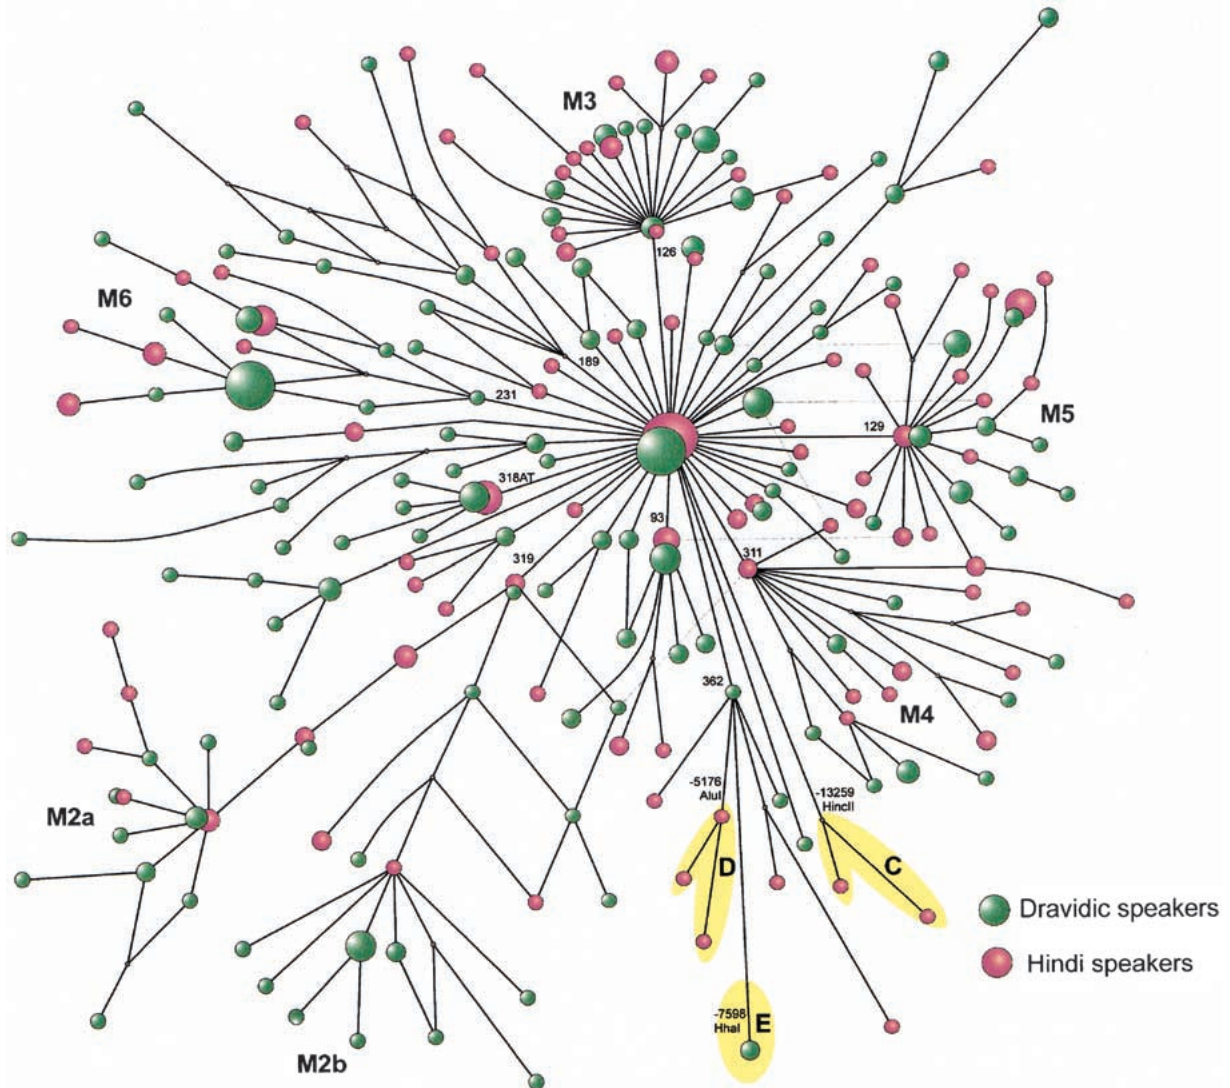 M3
126
M6
189
231
M5
129
318AT
93
319
311
362
M4
-5176
AluI
-13259
HincII
M2a
D
C
Dravidic speakers
Hindi speakers
-7598
HhaI
E
M2b